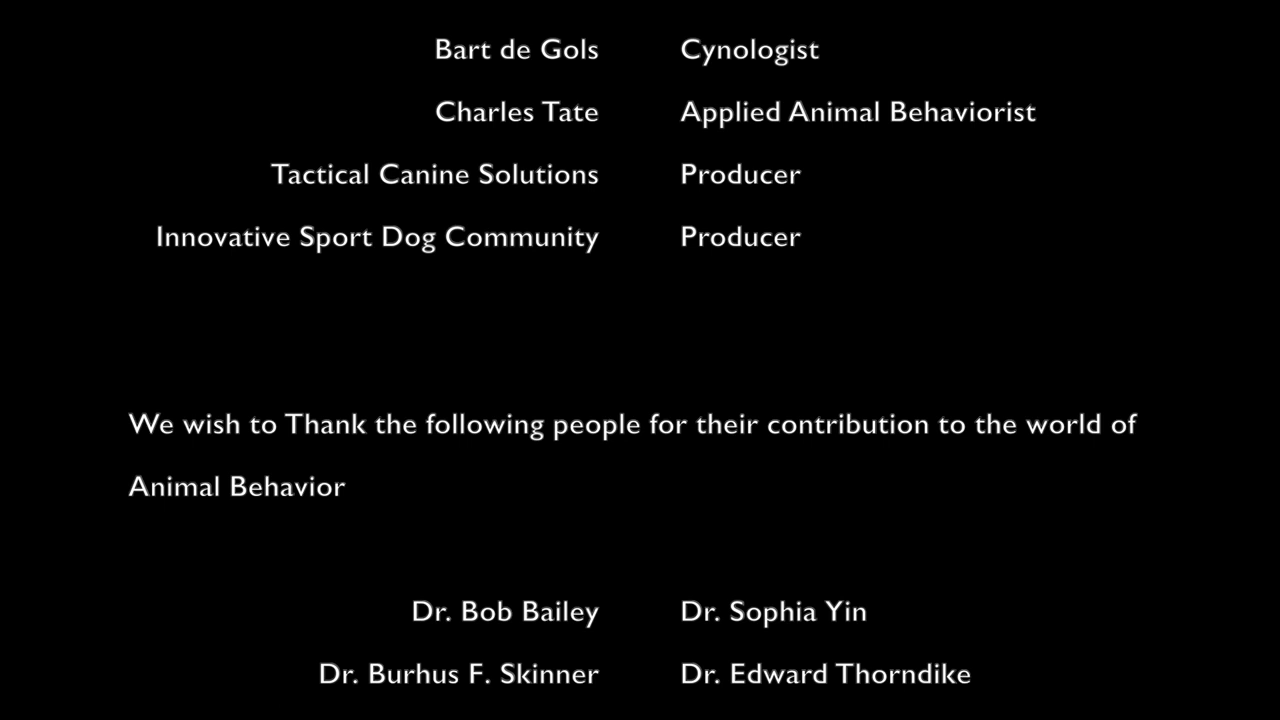 Bart de Gols Cynologist
Charles Tate Applied Animal Behaviorist
Tactical Canine Solutions Producer
Innovative Sport Dog Community Producer
We wish to Thank the following people for their contribution to the world of
Animal Behavior
Dr. Bob Bailey Dr. Sophia Yin
Dr. Burhus F. Skinner Dr. Edward Thorndike